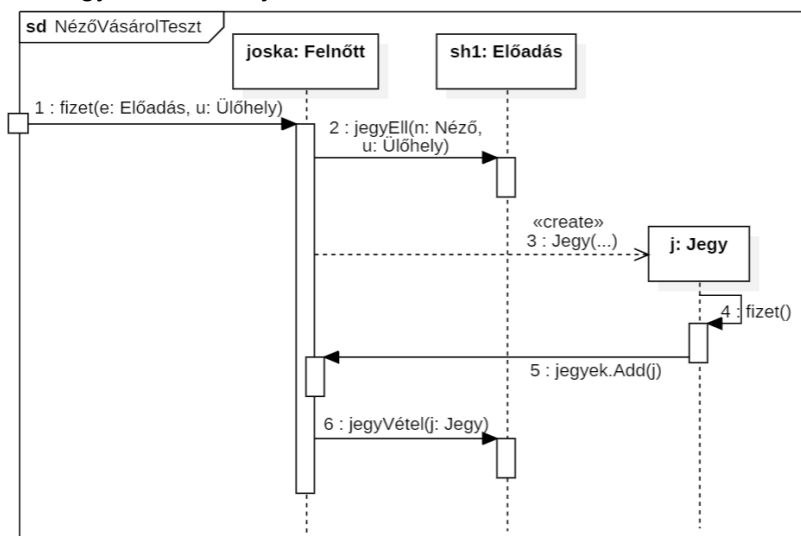 sd NézőVásárolTeszt
joska: Felnőtt
sh1: Előadás
1 : fizet(e: Előadás, u: Ülőhely)
2 : jegyEll(n: Néző,
u: Ülőhely)
«create»
3 : Jegy(...)
j: Jegy
4 : fizet()
5 : jegyek.Add(j)
6 : jegyVétel(j: Jegy)